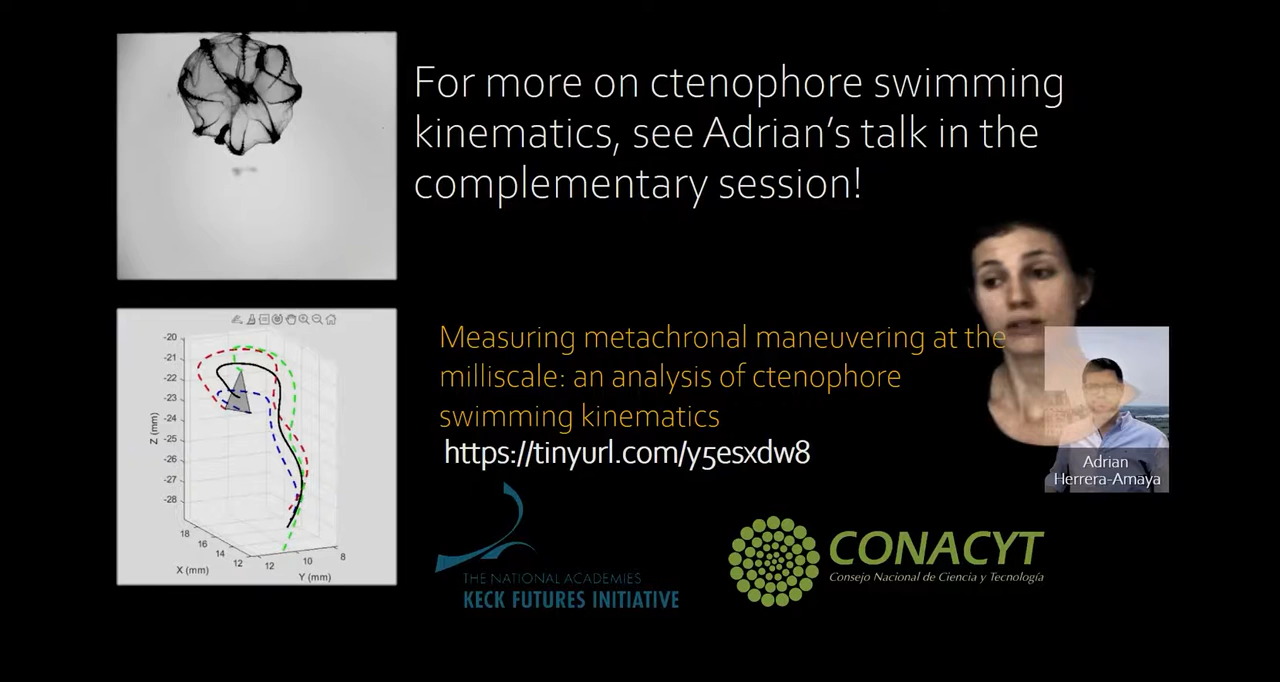 For more on ctenophore swimming
kinematics, see Adrian's talk in the
complementary session!
-20
-21
-22
-23
-24
-25
-26
-27
-28
Z (mm)
18
16
14
12
X (mm)
12
10
8
Y (mm)
Measuring metachronal maneuvering at the
milliscale: an analysis of ctenophore
swimming kinematics
https://tinyurl.com/y5esxdw8
Adrian
Herrera-Amaya
THE NATIONAL ACADEMIES
KECK FUTURES INITIATIVE
CONACYT
Consejo Nacional de Ciencia y Tecnología